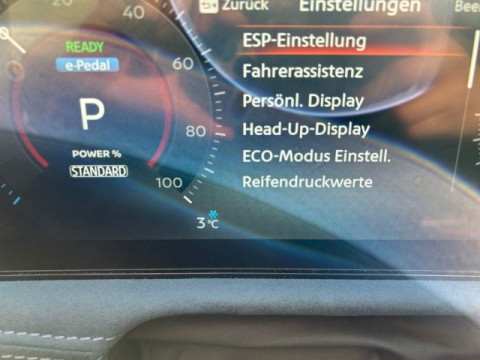 Zurück
Einstellungen
20
40
60
80
100
READY
e-Pedal
P
POWER %
STANDARD
3°C
ESP-Einstellung
Fahrerassistenz
Persönl. Display
Head-Up-Display
ECO-Modus Einstell.
Reifendruckwerte